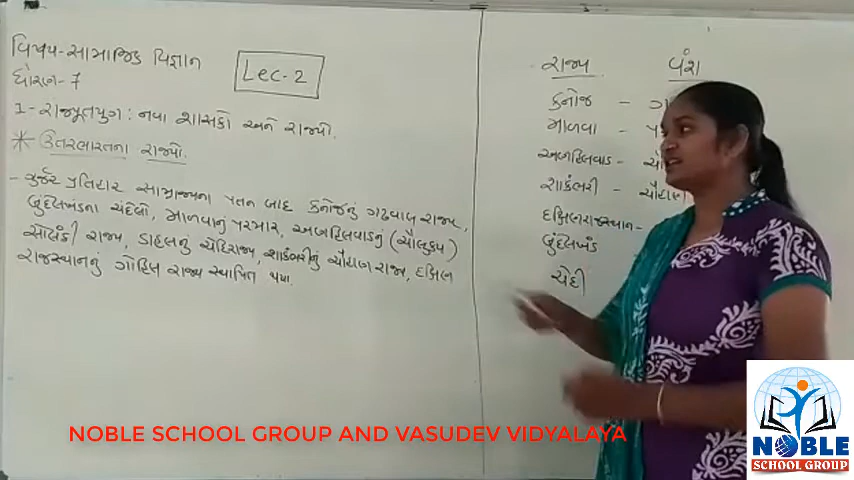 વિષય-સામાજિક વિજ્ઞાન
ધોરણ-7
Lec-2
1-રાજપૂતયુગ: નવા શાસકો અને રાજ્યો.
ઉત્તરભારતના રાજ્યો.
- ગુર્જર પ્રતિહાર સામ્રાજ્યના પતન બાદ કનોજનું ગઢવાલ રાજ્ય,
બુંદેલખંડના ચંદેલો, માળવાનું પરમાર, અણહિલવાડનું (ચૌલુક્ય)
સોલંકી રાજ્ય, ડાહલનું ચેદિરાજ્ય, શાકંભરીનું ચૌહાણ રાજ્ય, દક્ષિણ
રાજસ્થાનનું ગોહિલ રાજ્ય સ્થાપિત થયા.
રાજ્ય વંશ
કનોજ - ગ
માળવા - પ
અણહિલવાડ - ચૌ
શાકંભરી - ચૌહાણ
દક્ષિણરાજસ્થાન-
બુંદેલખંડ
ચેદી
NOBLE SCHOOL GROUP AND VASUDEV VIDYALAYA
NOBLE
SCHOOL GROUP